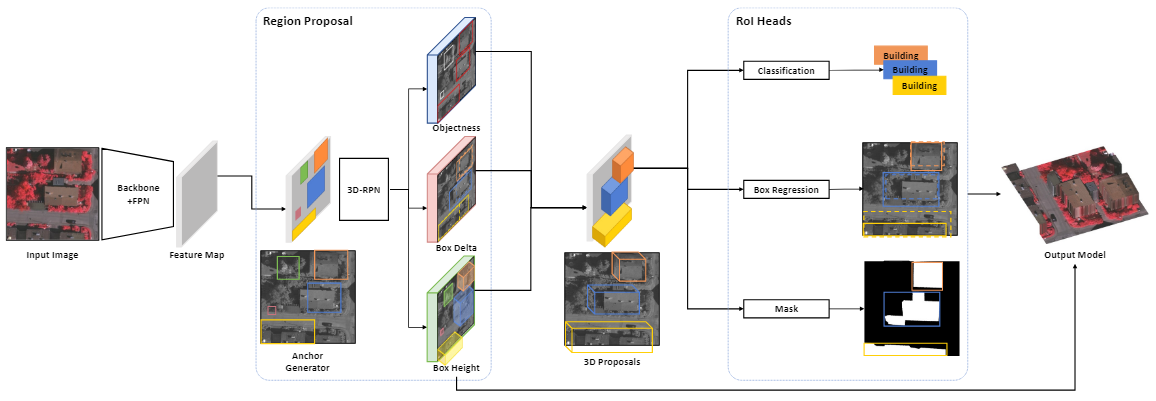 Region Proposal
RoI Heads
Building
Building
Building
Classification
Objectness
Backbone
+FPN
3D-RPN
Box Regression
Input Image
Feature Map
Box Delta
Output Model
Mask
Anchor
Generator
3D Proposals
Box Height